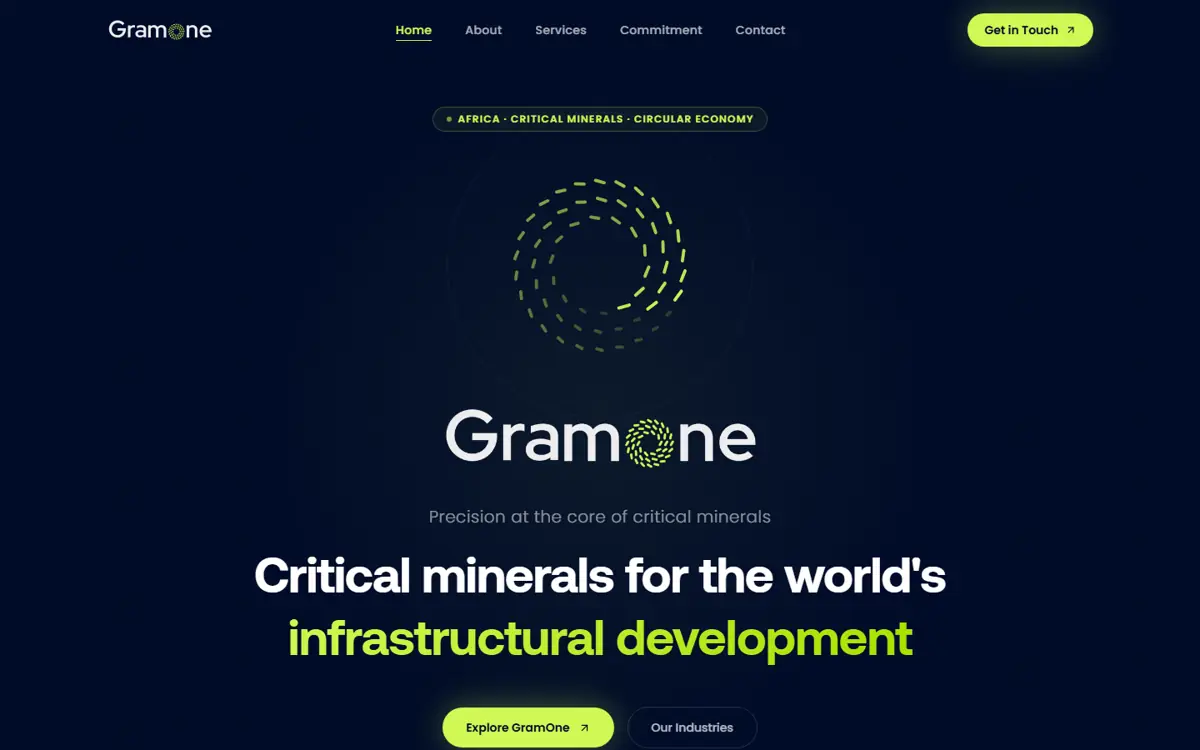 GramOne
Home
About
Services
Commitment
Contact
Get in Touch
AFRICA · CRITICAL MINERALS · CIRCULAR ECONOMY
GramOne
Precision at the core of critical minerals
Critical minerals for the world's
infrastructural development
Explore GramOne
Our Industries